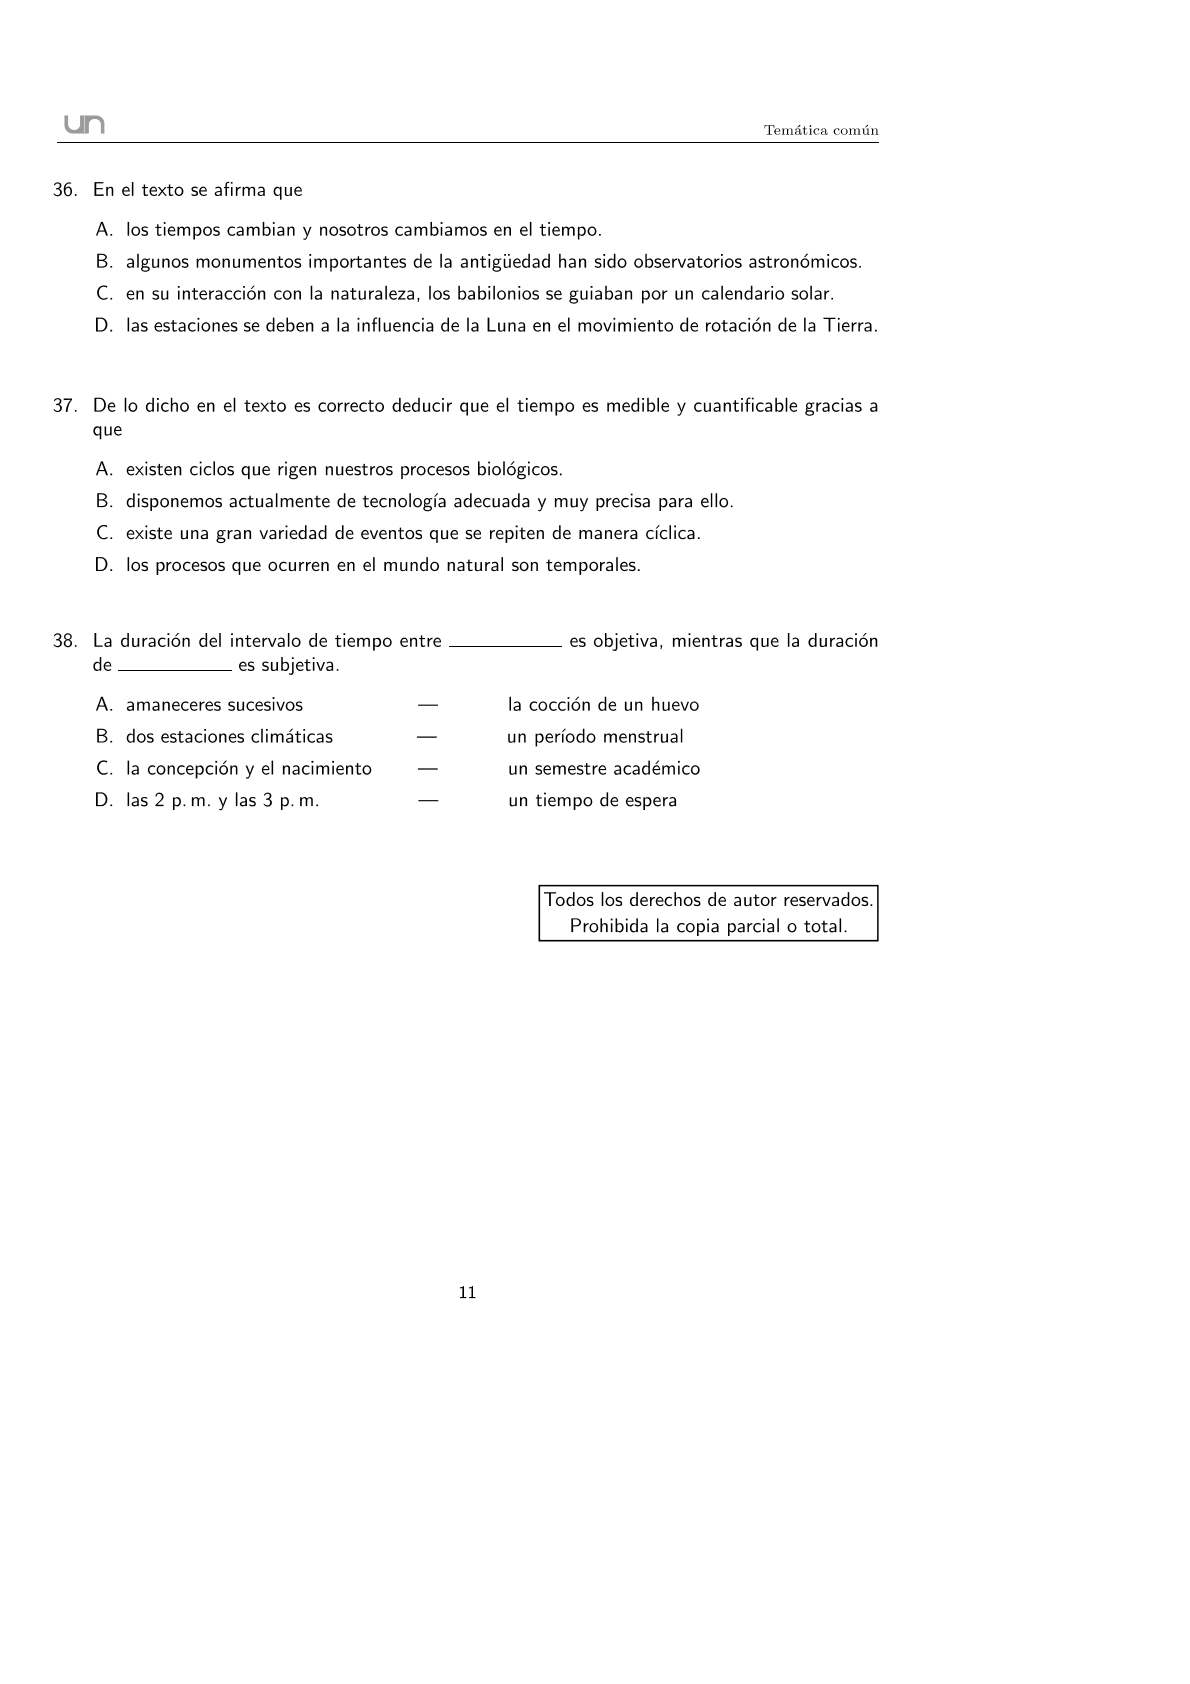 un
Temática común
36. En el texto se afirma que
A. los tiempos cambian y nosotros cambiamos en el tiempo.
B. algunos monumentos importantes de la antigüedad han sido observatorios astronómicos.
C. en su interacción con la naturaleza, los babilonios se guiaban por un calendario solar.
D. las estaciones se deben a la influencia de la Luna en el movimiento de rotación de la Tierra.
37. De lo dicho en el texto es correcto deducir que el tiempo es medible y cuantificable gracias a
que
A. existen ciclos que rigen nuestros procesos biológicos.
B. disponemos actualmente de tecnología adecuada y muy precisa para ello.
C. existe una gran variedad de eventos que se repiten de manera cíclica.
D. los procesos que ocurren en el mundo natural son temporales.
38. La duración del intervalo de tiempo entre ___________ es objetiva, mientras que la duración
de ___________ es subjetiva.
A. amaneceres sucesivos — la cocción de un huevo
B. dos estaciones climáticas — un período menstrual
C. la concepción y el nacimiento — un semestre académico
D. las 2 p. m. y las 3 p. m. — un tiempo de espera
Todos los derechos de autor reservados.
Prohibida la copia parcial o total.
11